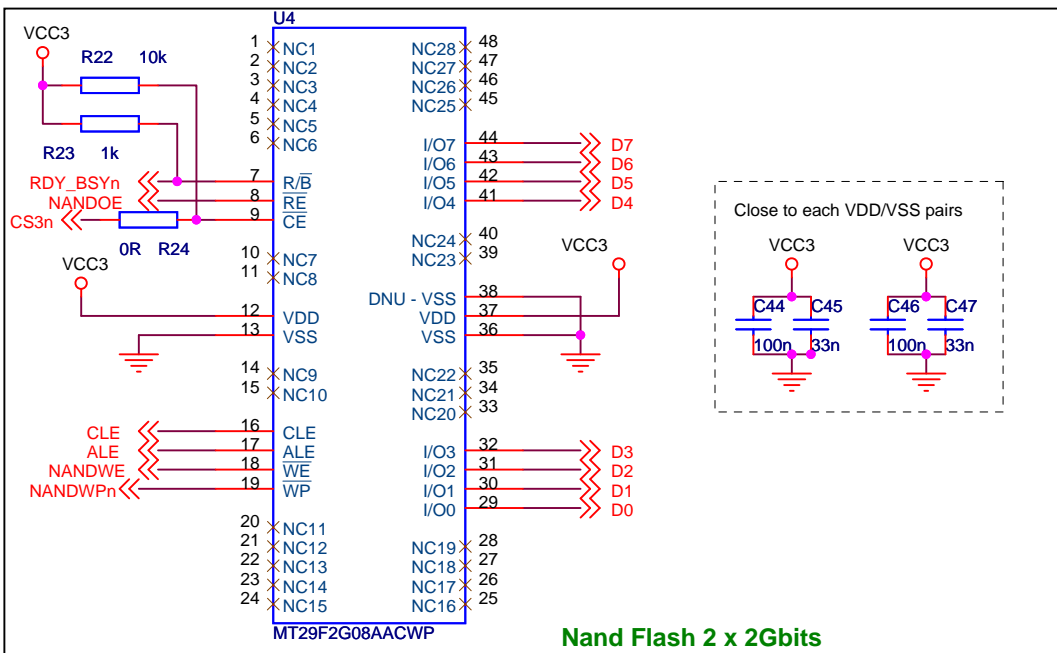 U4
VCC3
R22 10k
R23 1k
RDY_BSYn
NANDOE
CS3n
0R R24
VCC3
1 NC1
2 NC2
3 NC3
4 NC4
5 NC5
6 NC6
7 R/B
8 RE
9 CE
10 NC7
11 NC8
12 VDD
13 VSS
14 NC9
15 NC10
CLE 16 CLE
ALE 17 ALE
NANDWE 18 WE
NANDWPn 19 WP
20 NC11
21 NC12
22 NC13
23 NC14
24 NC15
NC28 48
NC27 47
NC26 46
NC25 45
I/O7 44 D7
I/O6 43 D6
I/O5 42 D5
I/O4 41 D4
NC24 40
NC23 39
VCC3
DNU - VSS 38
VDD 37
VSS 36
NC22 35
NC21 34
NC20 33
I/O3 32 D3
I/O2 31 D2
I/O1 30 D1
I/O0 29 D0
NC19 28
NC18 27
NC17 26
NC16 25
MT29F2G08AACWP
Close to each VDD/VSS pairs
VCC3 VCC3
C44 C45 C46 C47
100n 33n 100n 33n
Nand Flash 2 x 2Gbits